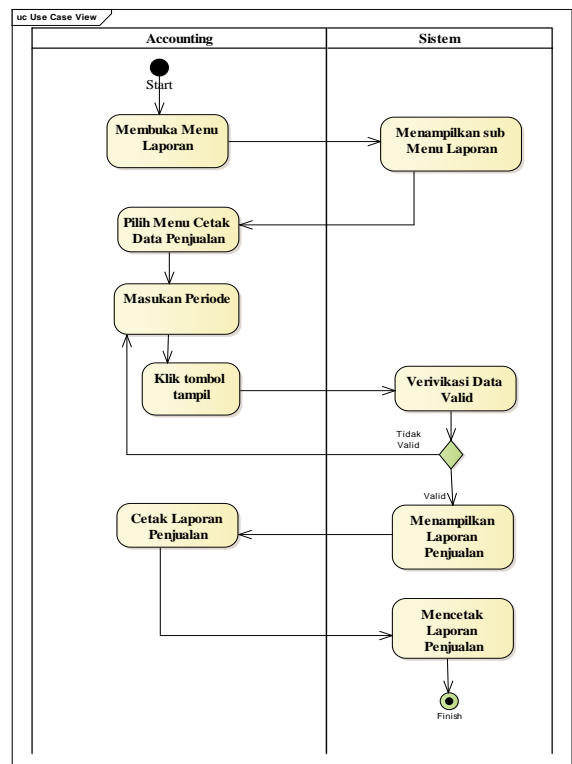 uc Use Case View
Accounting
Sistem
Start
Membuka Menu
Laporan
Menampilkan sub
Menu Laporan
Pilih Menu Cetak
Data Penjualan
Masukan Periode
Klik tombol
tampil
Verivikasi Data
Valid
Tidak
Valid
Valid
Cetak Laporan
Penjualan
Menampilkan
Laporan
Penjualan
Mencetak
Laporan
Penjualan
Finish